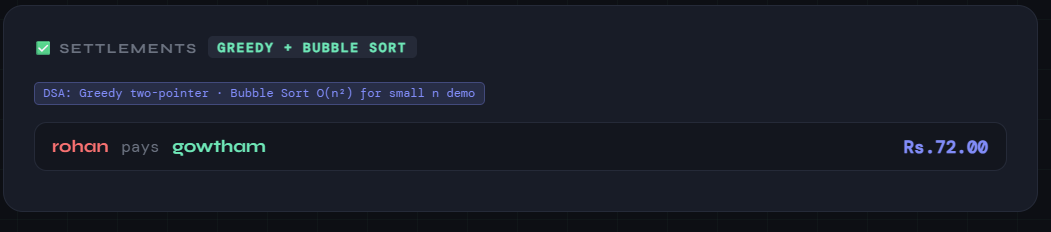 ✅ SETTLEMENTS GREEDY + BUBBLE SORT
DSA: Greedy two-pointer · Bubble Sort O(n²) for small n demo
rohan pays gowtham Rs.72.00